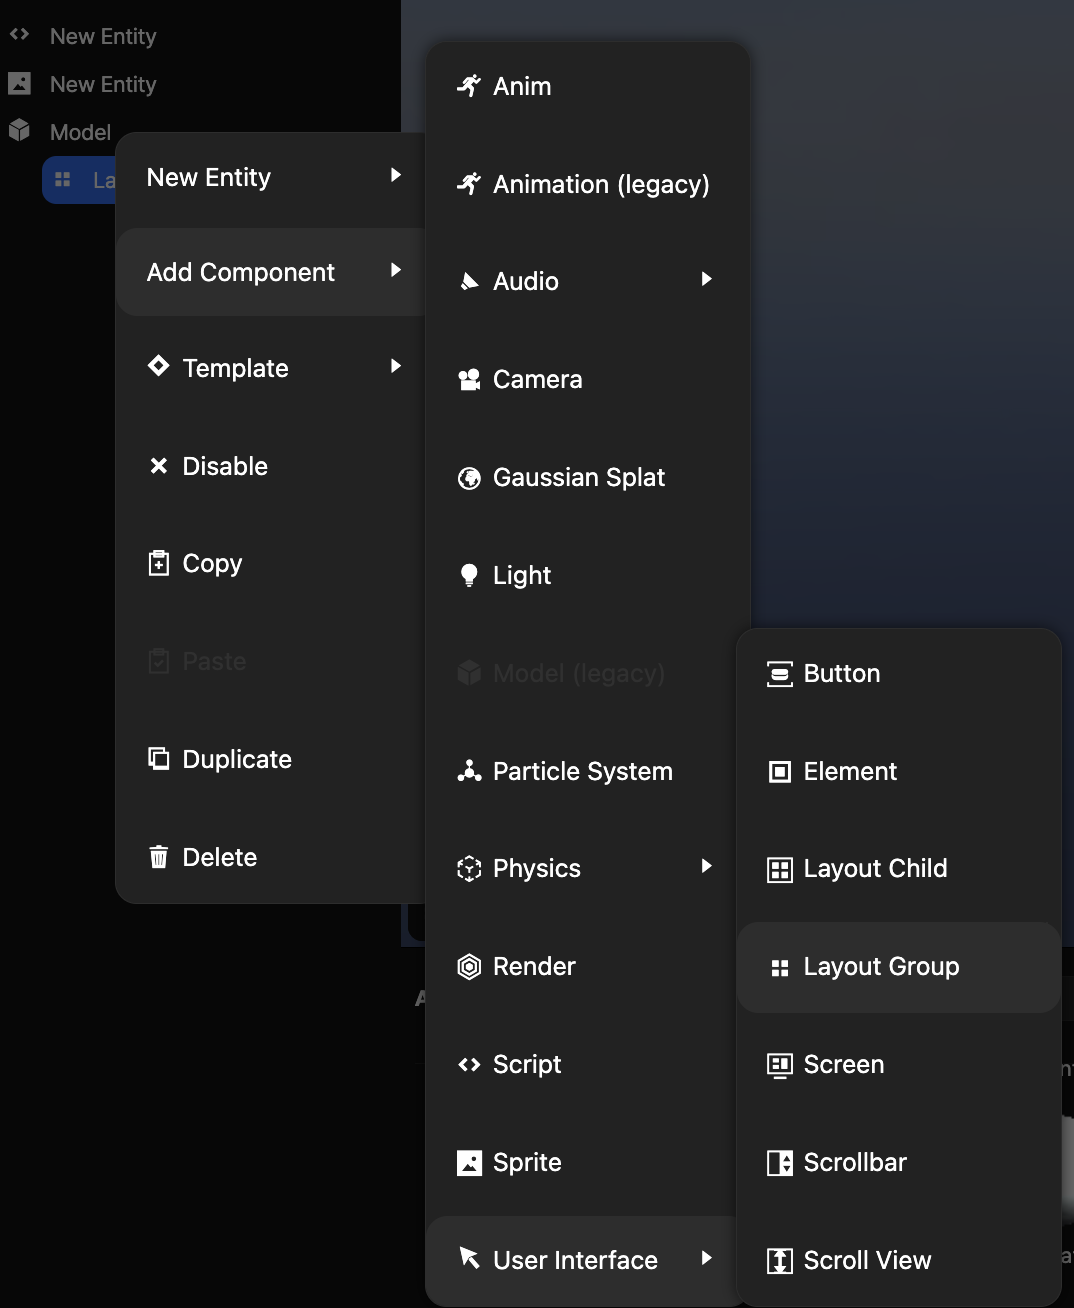 New Entity
New Entity
Model
La
New Entity
Add Component
Template
Disable
Copy
Paste
Duplicate
Delete
Anim
Animation (legacy)
Audio
Camera
Gaussian Splat
Light
Model (legacy)
Particle System
Physics
Render
Script
Sprite
User Interface
Button
Element
Layout Child
Layout Group
Screen
Scrollbar
Scroll View